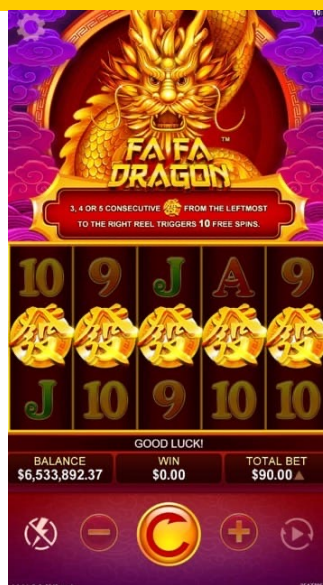 FA FA
DRAGON™
3, 4 OR 5 CONSECUTIVE 發 FROM THE LEFTMOST
TO THE RIGHT REEL TRIGGERS 10 FREE SPINS.
10 9 J A 9
發 發 發 發 發
J 10 9 10 10
GOOD LUCK!
BALANCE WIN TOTAL BET
$6,533,892.37 $0.00 $90.00